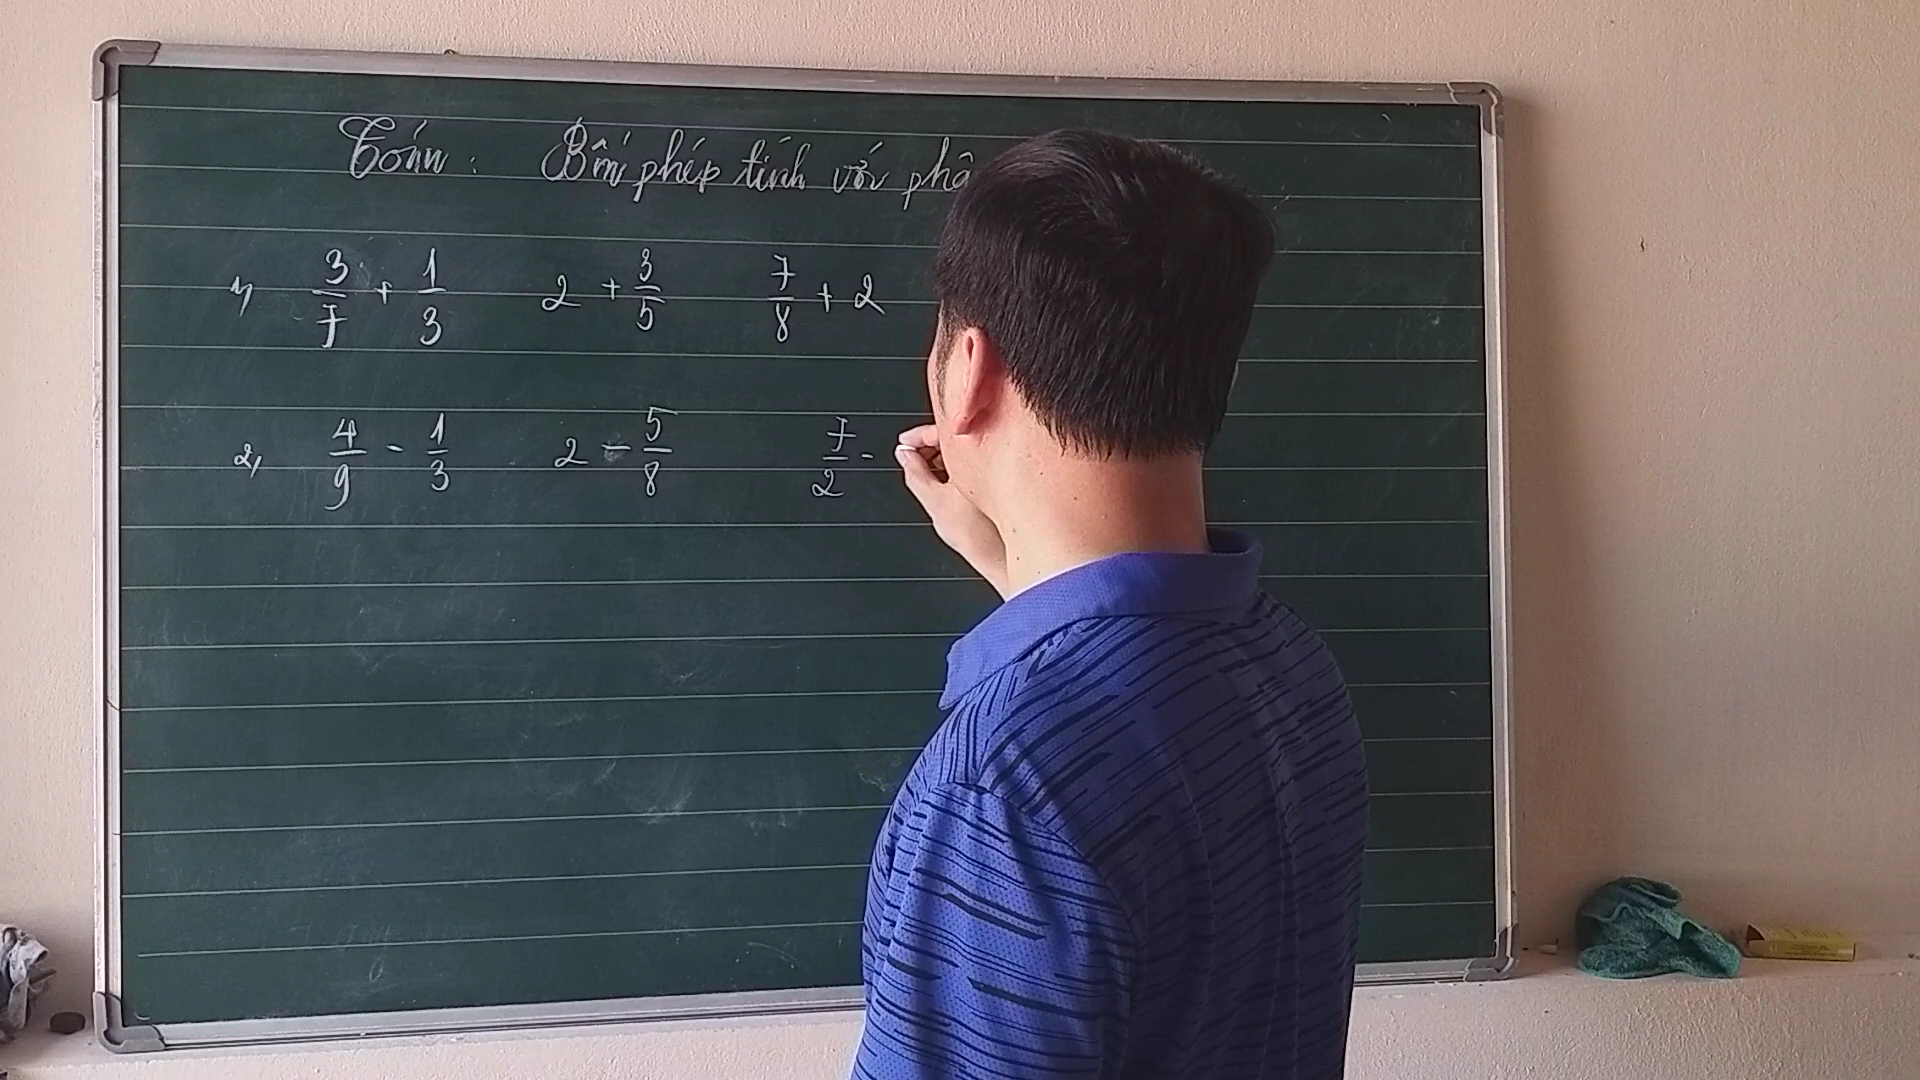 Toán : Bốn phép tính với phâ
1, 3/7 + 1/3 2 + 3/5 7/8 + 2
2, 4/9 - 1/3 2 - 5/8 7/2 -